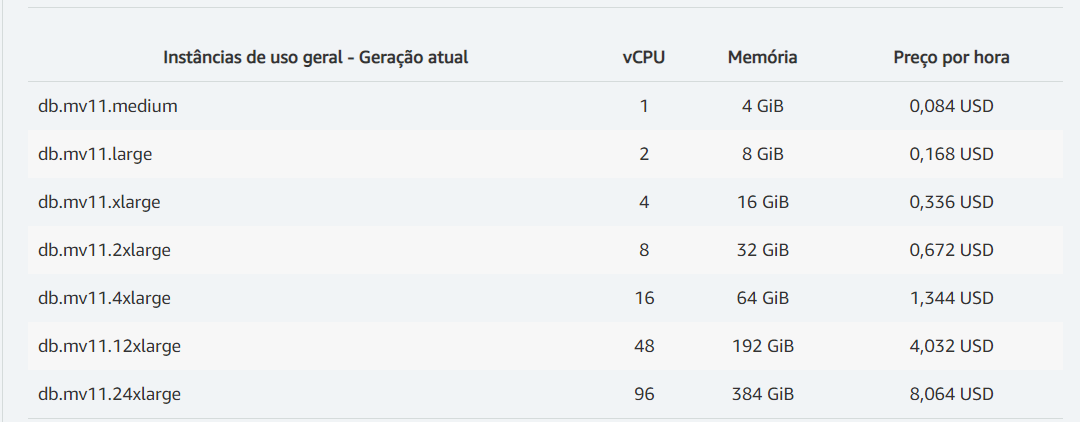 Instâncias de uso geral - Geração atual vCPU Memória Preço por hora
db.mv11.medium 1 4 GiB 0,084 USD
db.mv11.large 2 8 GiB 0,168 USD
db.mv11.xlarge 4 16 GiB 0,336 USD
db.mv11.2xlarge 8 32 GiB 0,672 USD
db.mv11.4xlarge 16 64 GiB 1,344 USD
db.mv11.12xlarge 48 192 GiB 4,032 USD
db.mv11.24xlarge 96 384 GiB 8,064 USD